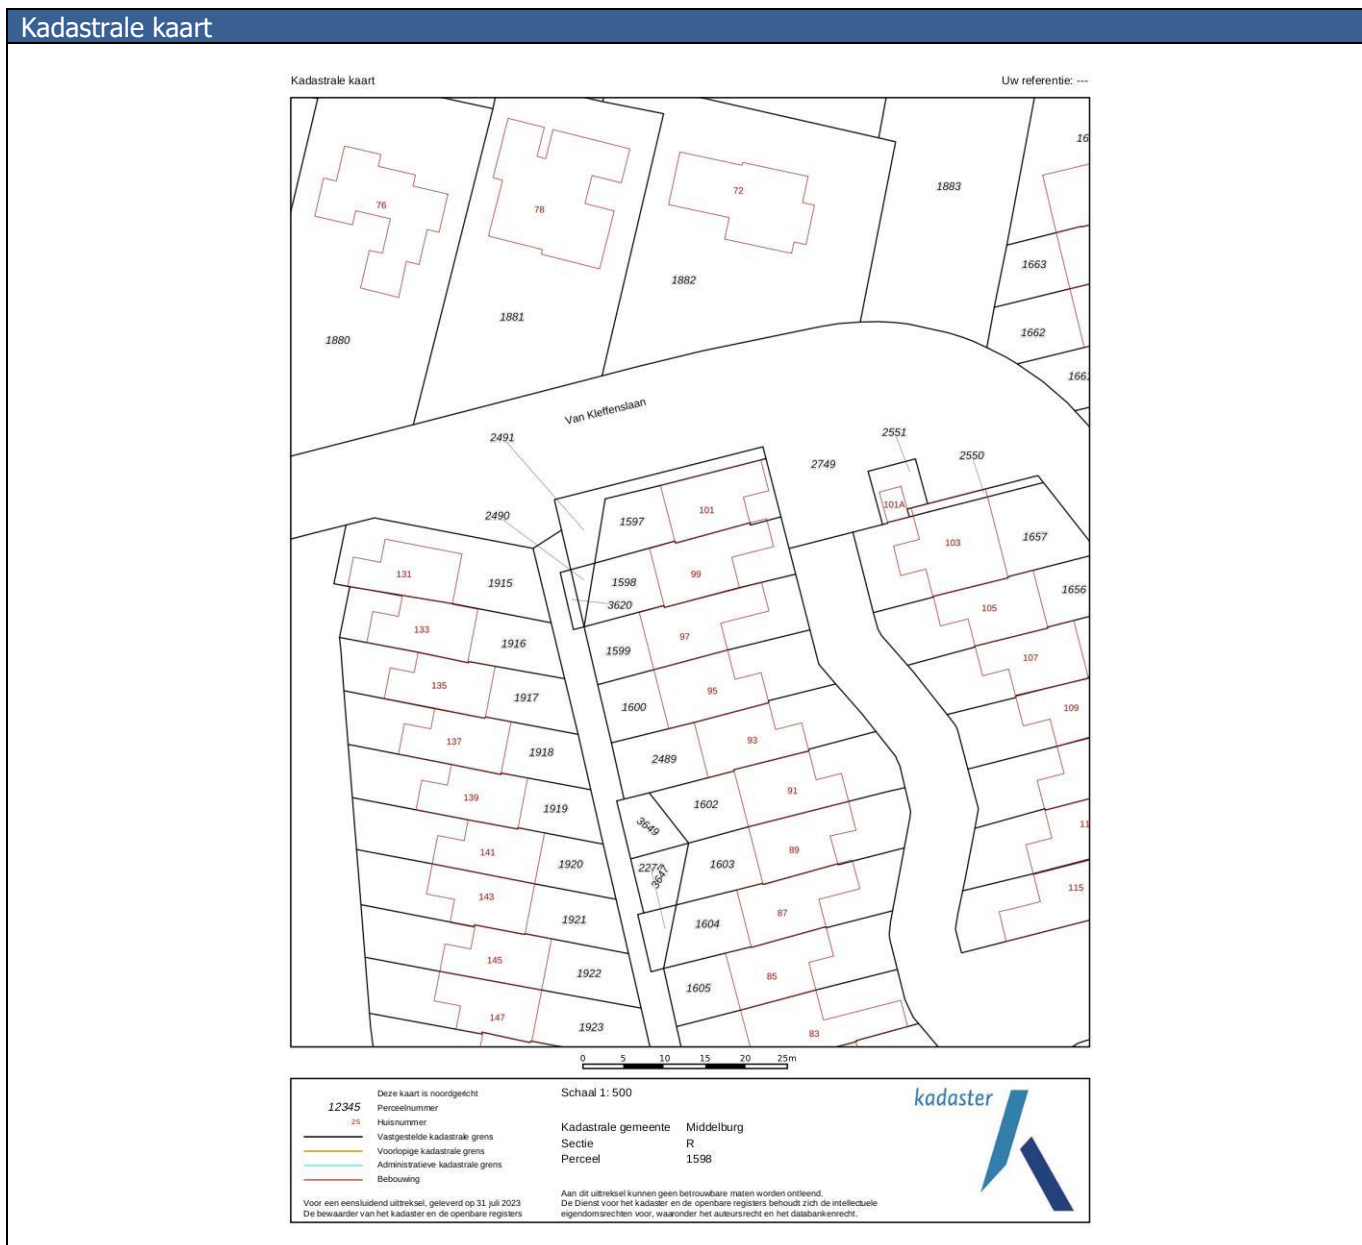 Kadastrale kaart
Kadastrale kaart
Uw referentie: ---
76
78
72
1883
16
1663
1662
1661
1880
1881
1882
Van Kleffenslaan
2491
2490
2749
2551
2550
101A
1597
101
103
1657
131
1915
1598
99
3620
105
1656
133
1916
1599
97
107
135
1917
1600
95
109
137
1918
2489
93
139
1919
1602
91
3649
11
141
1920
1603
89
3647
115
143
1921
1604
87
145
1922
1605
85
147
1923
83
0 5 10 15 20 25m
Deze kaart is noordgericht
12345 Perceelnummer
25 Huisnummer
Vastgestelde kadastrale grens
Voorlopige kadastrale grens
Administratieve kadastrale grens
Bebouwing
Voor een eensluidend uittreksel, geleverd op 31 juli 2023
De bewaarder van het kadaster en de openbare registers
Schaal 1: 500
Kadastrale gemeente Middelburg
Sectie R
Perceel 1598
Aan dit uittreksel kunnen geen betrouwbare maten worden ontleend.
De Dienst voor het kadaster en de openbare registers behoudt zich de intellectuele
eigendomsrechten voor, waaronder het auteursrecht en het databankenrecht.
kadaster